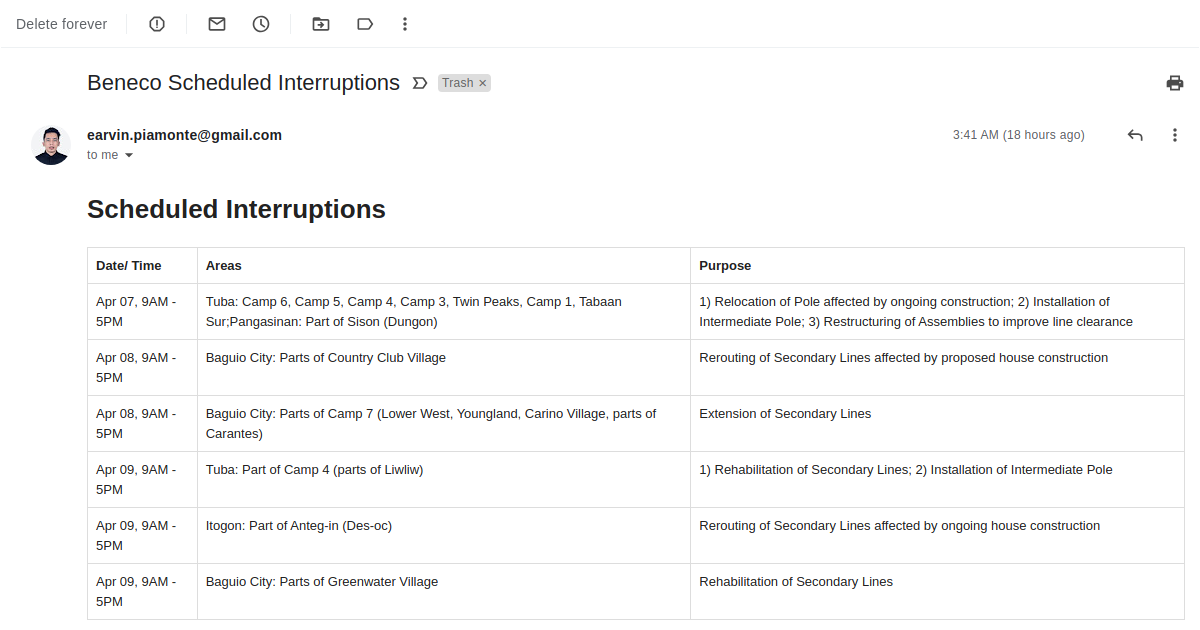 Delete forever
Beneco Scheduled Interruptions
Trash ×
earvin.piamonte@gmail.com
3:41 AM (18 hours ago)
to me
Scheduled Interruptions
Date/ Time Areas Purpose
Apr 07, 9AM - Tuba: Camp 6, Camp 5, Camp 4, Camp 3, Twin Peaks, Camp 1, Tabaan 1) Relocation of Pole affected by ongoing construction; 2) Installation of
5PM Sur;Pangasinan: Part of Sison (Dungon) Intermediate Pole; 3) Restructuring of Assemblies to improve line clearance
Apr 08, 9AM - Baguio City: Parts of Country Club Village Rerouting of Secondary Lines affected by proposed house construction
5PM
Apr 08, 9AM - Baguio City: Parts of Camp 7 (Lower West, Youngland, Carino Village, parts of Extension of Secondary Lines
5PM Carantes)
Apr 09, 9AM - Tuba: Part of Camp 4 (parts of Liwliw) 1) Rehabilitation of Secondary Lines; 2) Installation of Intermediate Pole
5PM
Apr 09, 9AM - Itogon: Part of Anteg-in (Des-oc) Rerouting of Secondary Lines affected by ongoing house construction
5PM
Apr 09, 9AM - Baguio City: Parts of Greenwater Village Rehabilitation of Secondary Lines
5PM